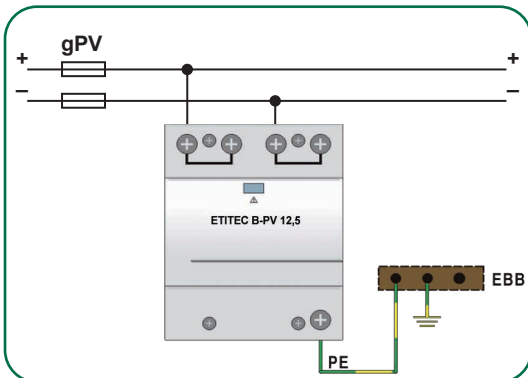 gPV
+ +
– –
ETITEC B-PV 12,5
EBB
PE